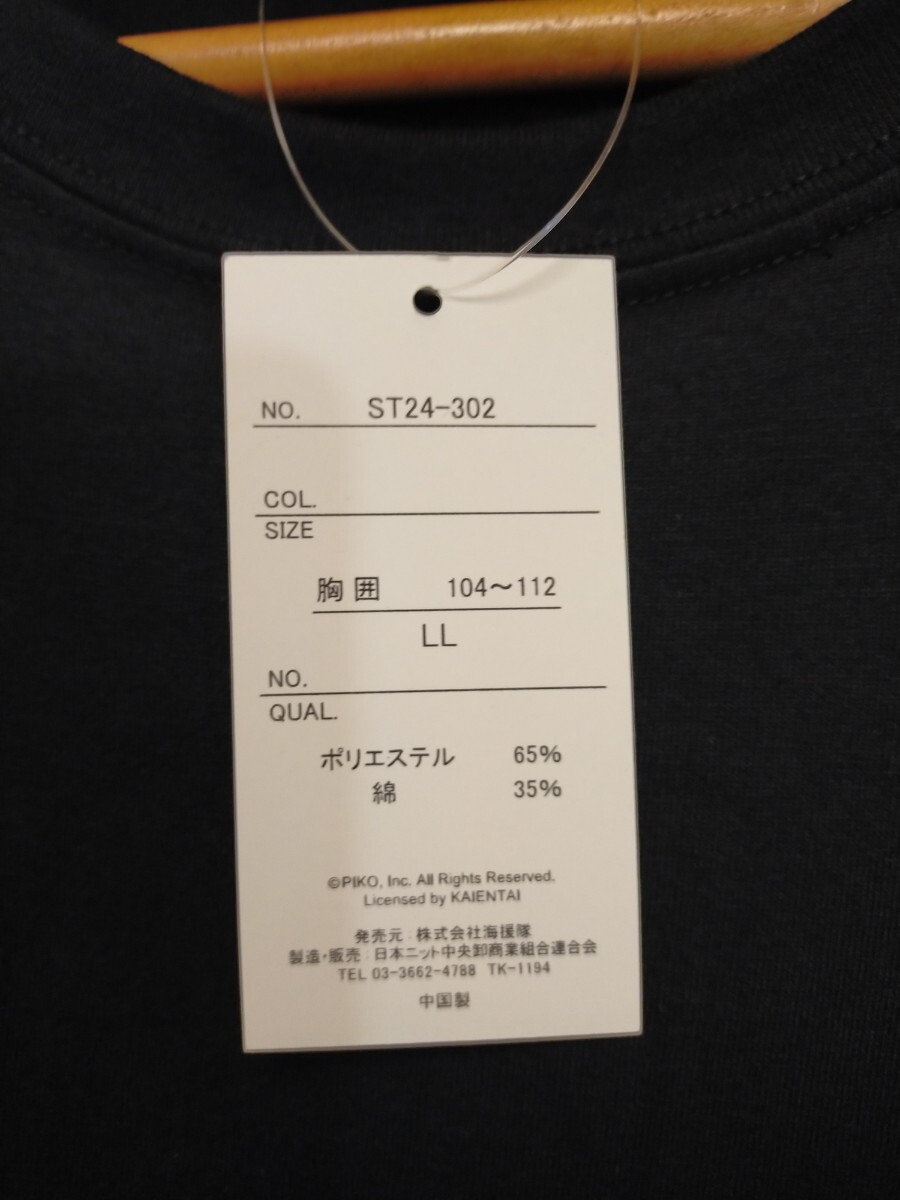 NO. ST24-302
COL.
SIZE
胸囲 104～112
LL
NO.
QUAL.
ポリエステル 65%
綿 35%
©PIKO, Inc. All Rights Reserved.
Licensed by KAIENTAI
発売元：株式会社海援隊
製造・販売：日本ニット中央卸商業組合連合会
TEL 03-3662-4788 TK-1194
中国製